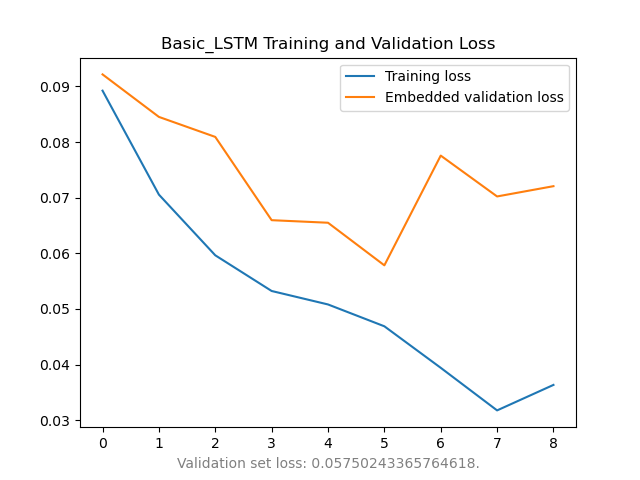 Basic_LSTM Training and Validation Loss
Training loss
Embedded validation loss
0.09
0.08
0.07
0.06
0.05
0.04
0.03
0 1 2 3 4 5 6 7 8
Validation set loss: 0.05750243365764618.